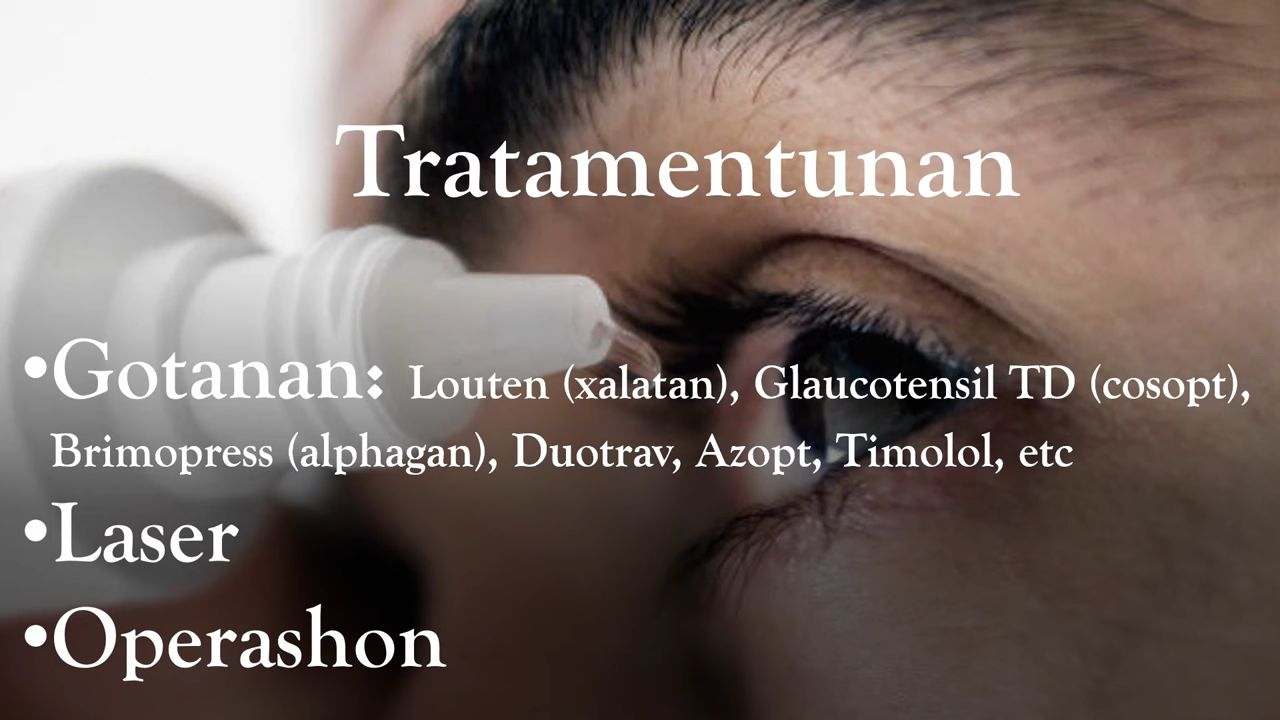 Tratamentunan
•Gotanan: Louten (xalatan), Glaucotensil TD (cosopt),
Brimopress (alphagan), Duotrav, Azopt, Timolol, etc
•Laser
•Operashon